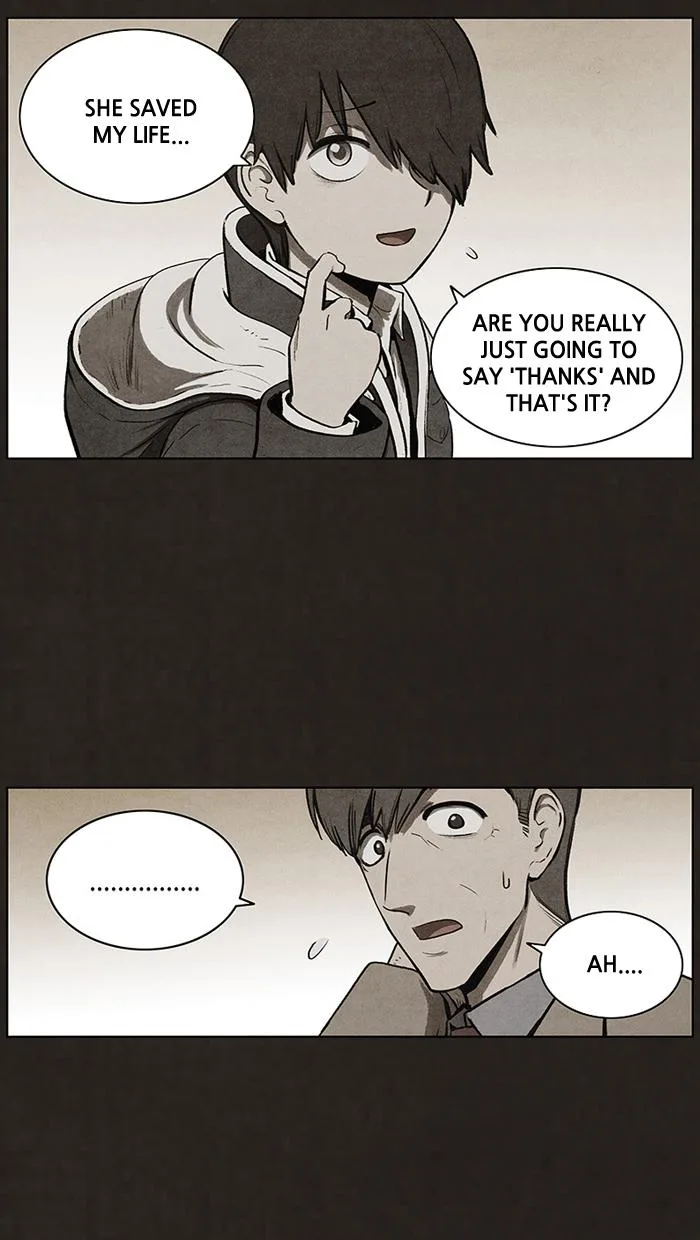 SHE SAVED
MY LIFE...
ARE YOU REALLY
JUST GOING TO
SAY 'THANKS' AND
THAT'S IT?
................
AH....